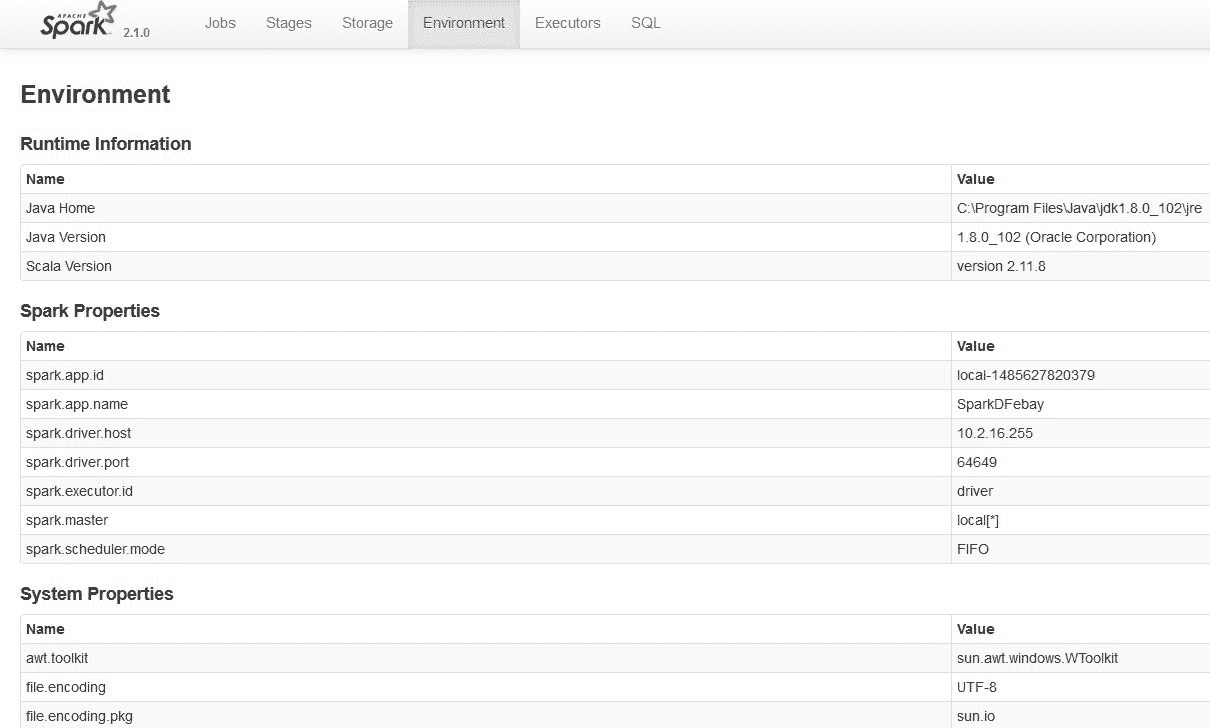 APACHE
Spark 2.1.0 Jobs Stages Storage Environment Executors SQL
Environment
Runtime Information
Name Value
Java Home C:\Program Files\Java\jdk1.8.0_102\jre
Java Version 1.8.0_102 (Oracle Corporation)
Scala Version version 2.11.8
Spark Properties
Name Value
spark.app.id local-1485627820379
spark.app.name SparkDFebay
spark.driver.host 10.2.16.255
spark.driver.port 64649
spark.executor.id driver
spark.master local[*]
spark.scheduler.mode FIFO
System Properties
Name Value
awt.toolkit sun.awt.windows.WToolkit
file.encoding UTF-8
file.encoding.pkg sun.io